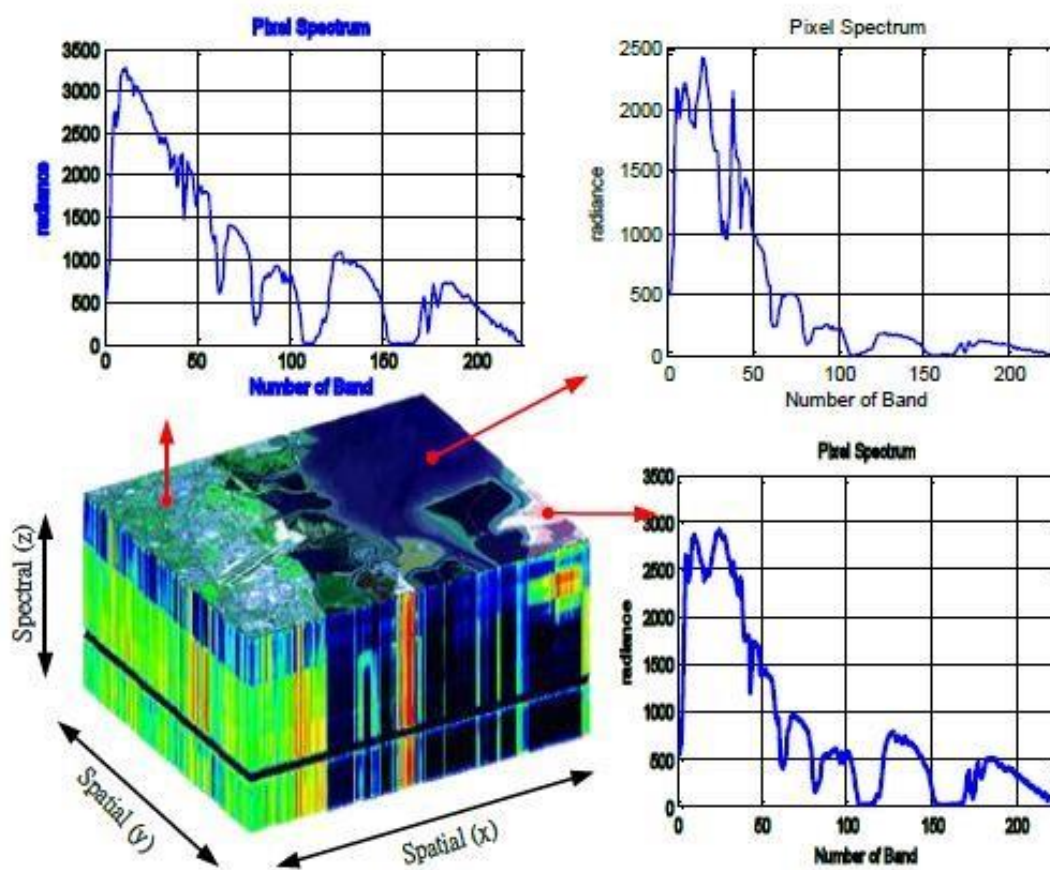 Pixel Spectrum
3500
3000
2500
2000
1500
1000
500
0
radiance
0 50 100 150 200
Number of Band
Pixel Spectrum
2500
2000
1500
1000
500
0
radiance
0 50 100 150 200
Number of Band
Spectral (z)
Spatial (y)
Spatial (x)
Pixel Spectrum
3500
3000
2500
2000
1500
1000
500
0
radiance
0 50 100 150 200
Number of Band